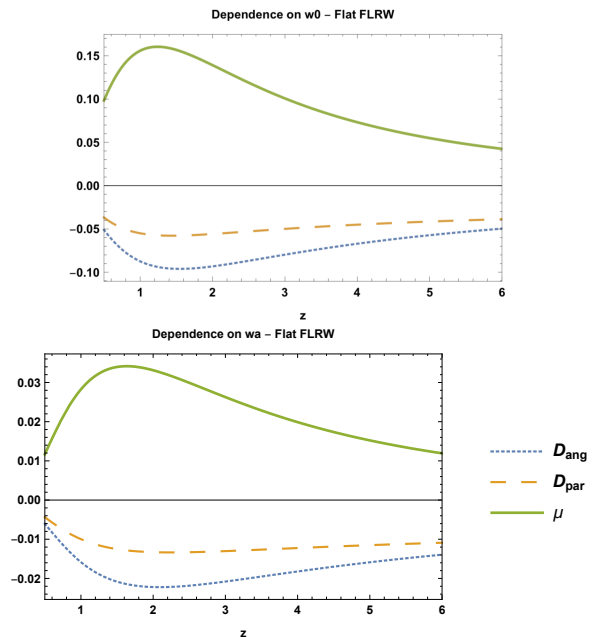 Dependence on w0 – Flat FLRW
0.15
0.10
0.05
0.00
−0.05
−0.10
1 2 3 4 5 6
z
Dependence on wa – Flat FLRW
0.03
0.02
0.01
0.00
−0.01
−0.02
1 2 3 4 5 6
z
Dang
Dpar
μ